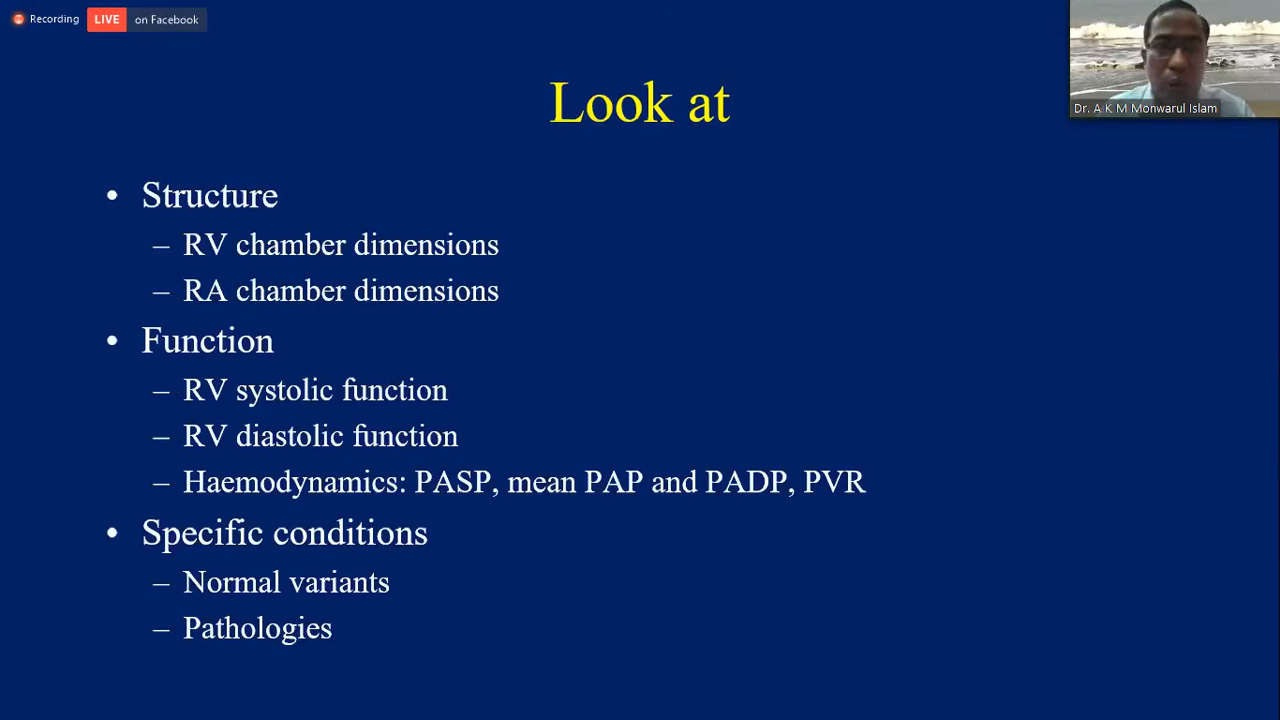 Recording LIVE on Facebook
Dr. A K M Monwarul Islam
Look at
• Structure
– RV chamber dimensions
– RA chamber dimensions
• Function
– RV systolic function
– RV diastolic function
– Haemodynamics: PASP, mean PAP and PADP, PVR
• Specific conditions
– Normal variants
– Pathologies